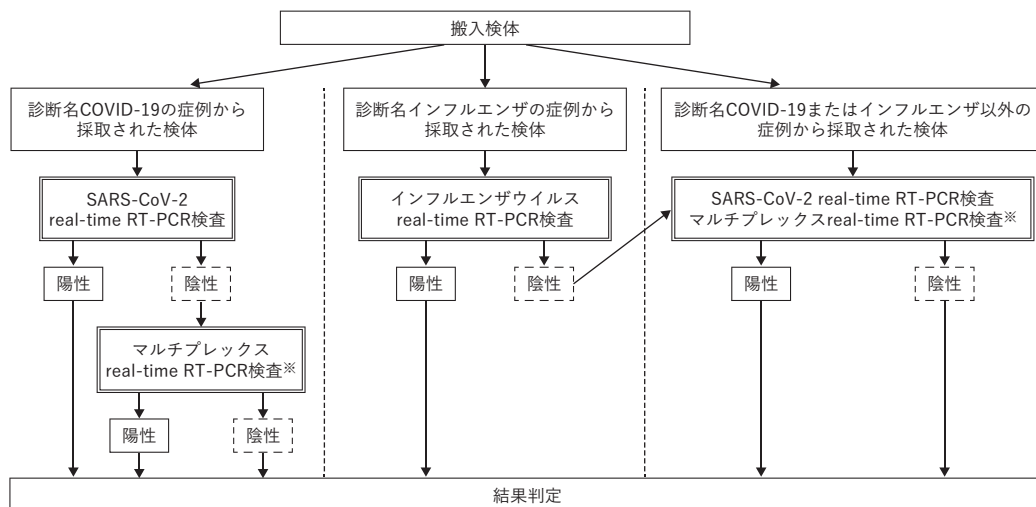 搬入検体
診断名COVID-19の症例から
採取された検体
診断名インフルエンザの症例から
採取された検体
診断名COVID-19またはインフルエンザ以外の
症例から採取された検体
SARS-CoV-2
real-time RT-PCR検査
インフルエンザウイルス
real-time RT-PCR検査
SARS-CoV-2 real-time RT-PCR検査
マルチプレックスreal-time RT-PCR検査※
陽性
陰性
陽性
陰性
陽性
陰性
マルチプレックス
real-time RT-PCR検査※
陽性
陰性
結果判定